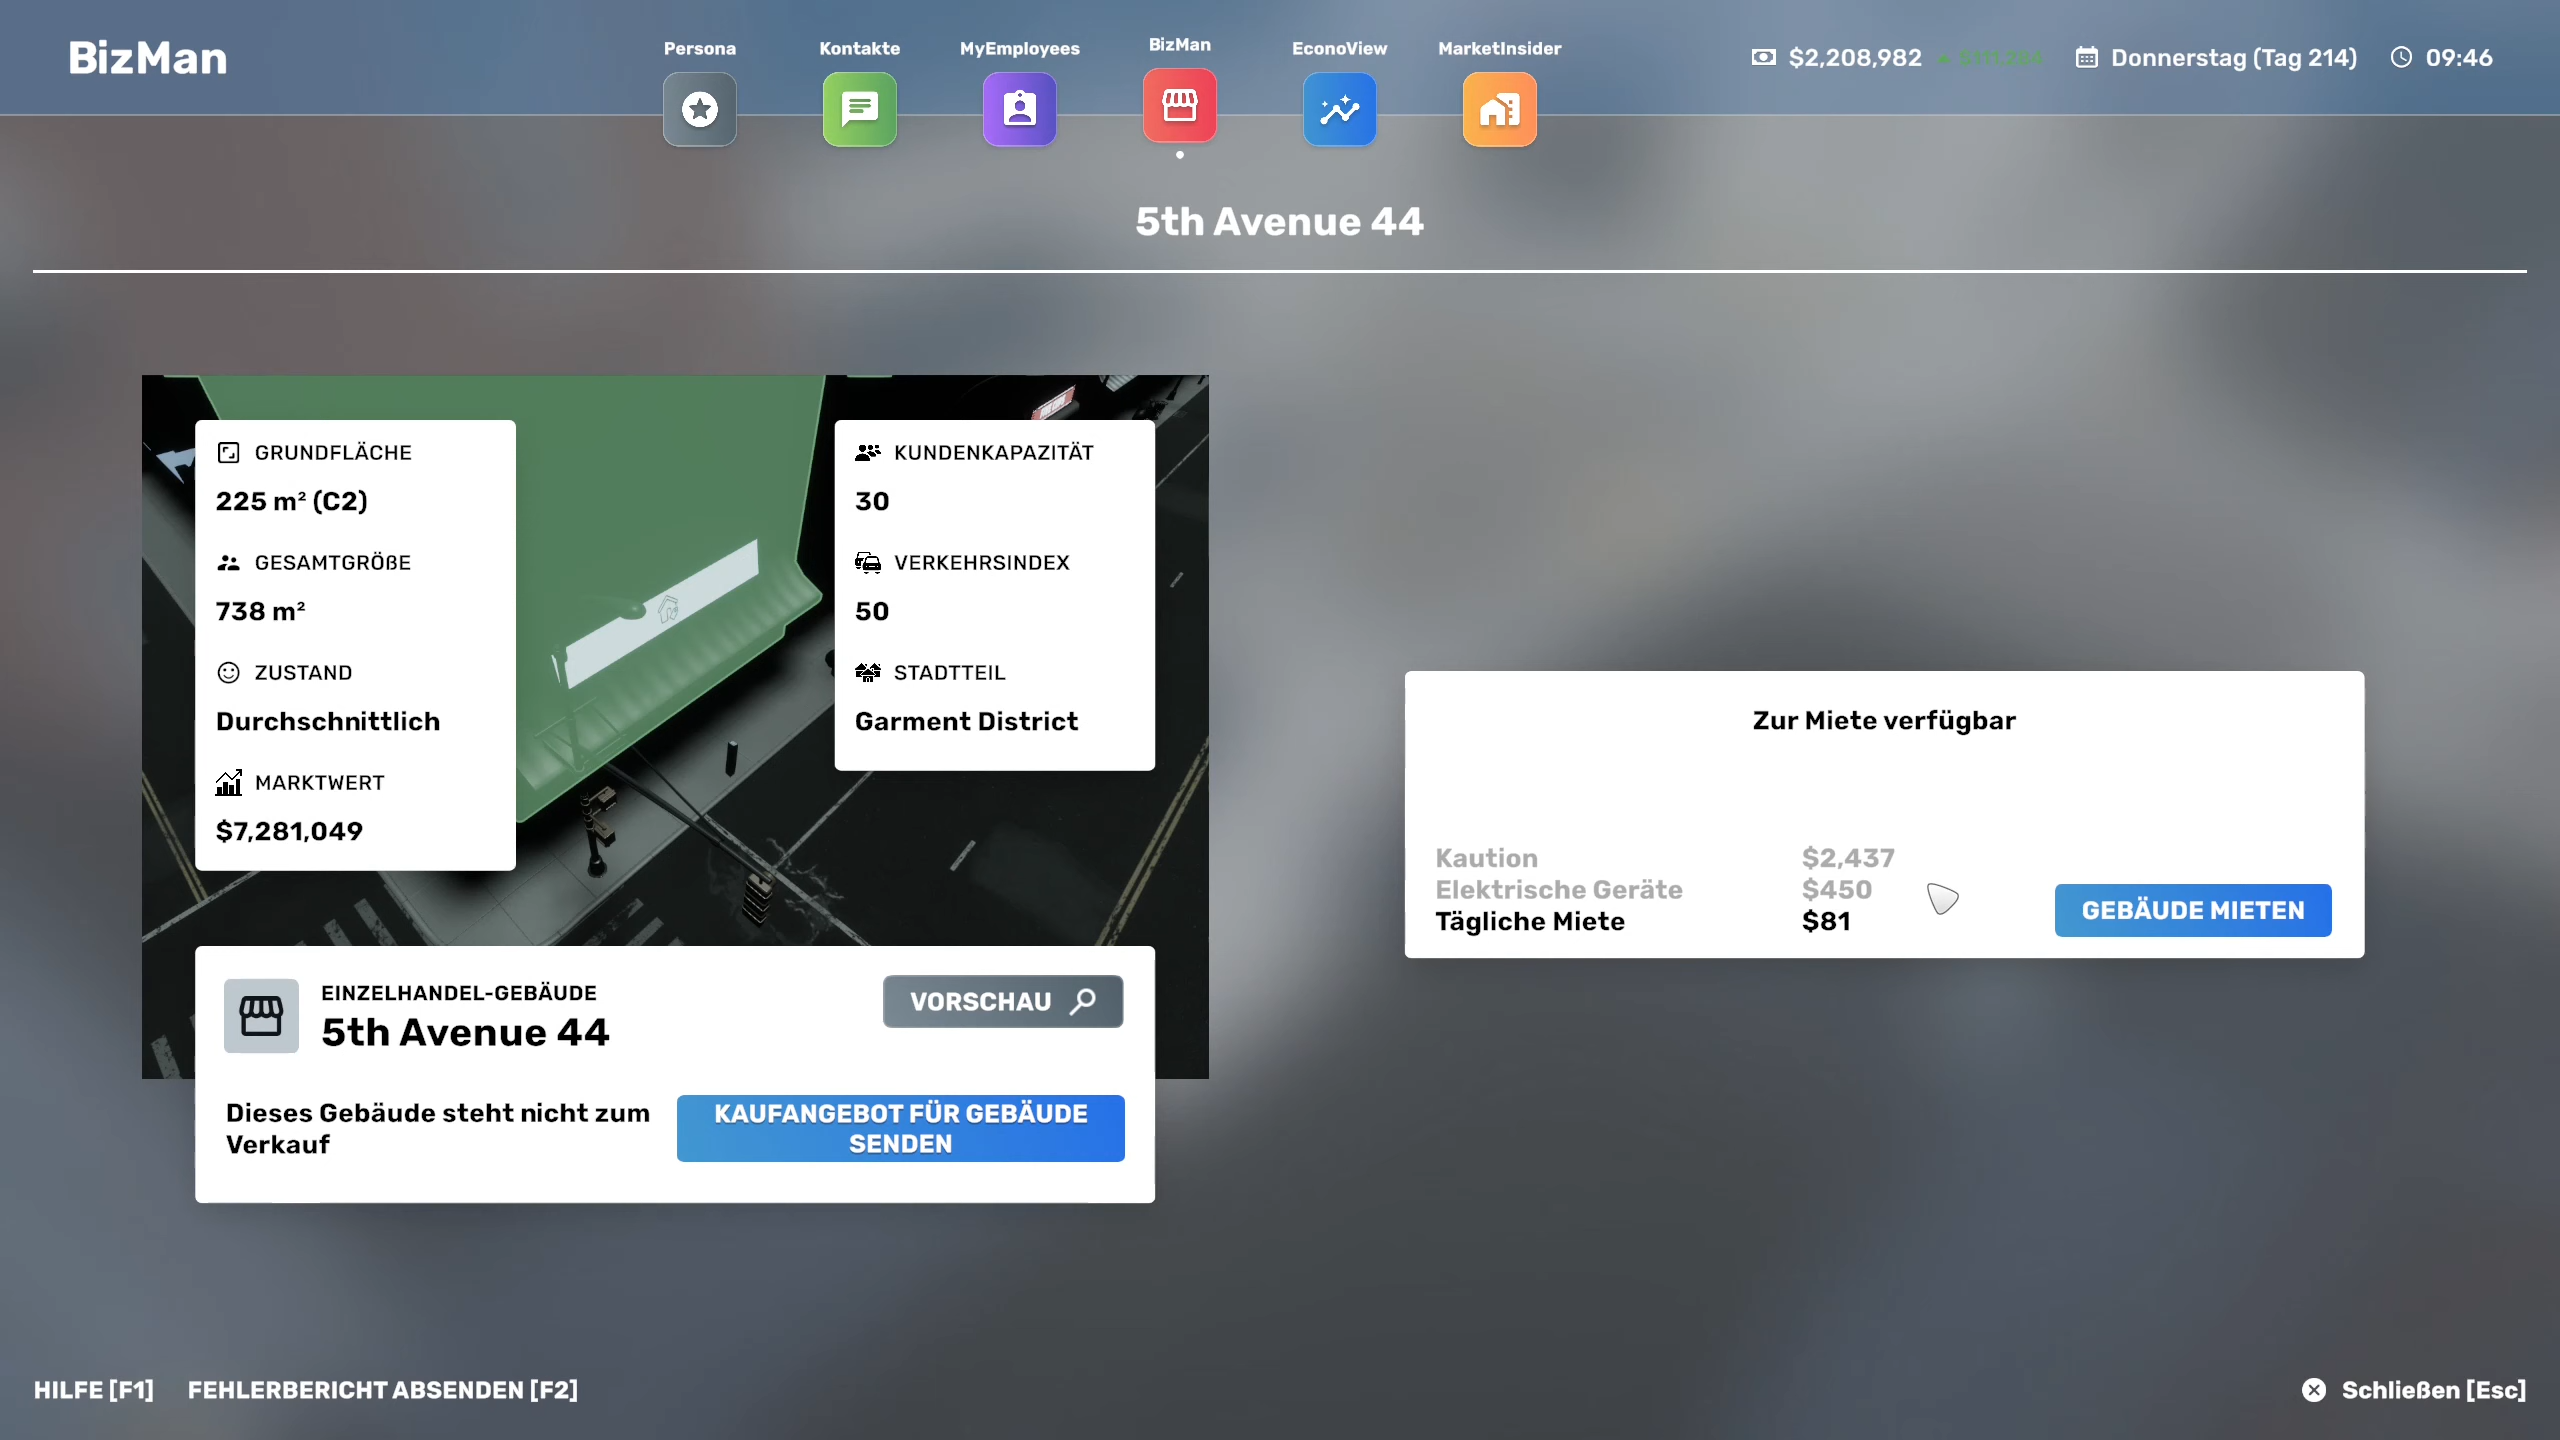 BizMan
Persona
Kontakte
MyEmployees
BizMan
EconoView
MarketInsider
$2,208,982
Donnerstag (Tag 214)
09:46
5th Avenue 44
GRUNDFLÄCHE
225 m² (C2)
GESAMTGRÖßE
738 m²
ZUSTAND
Durchschnittlich
MARKTWERT
$7,281,049
KUNDENKAPAZITÄT
30
VERKEHRSINDEX
50
STADTTEIL
Garment District
EINZELHANDEL-GEBÄUDE
5th Avenue 44
VORSCHAU
Dieses Gebäude steht nicht zum
Verkauf
KAUFANGEBOT FÜR GEBÄUDE
SENDEN
Zur Miete verfügbar
Kaution $2,437
Elektrische Geräte $450
Tägliche Miete $81
GEBÄUDE MIETEN
HILFE [F1]
FEHLERBERICHT ABSENDEN [F2]
Schließen [Esc]